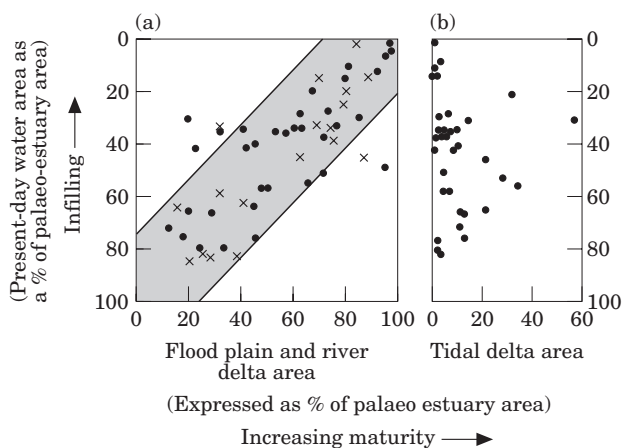 (a)
(b)
0
20
40
60
80
100
0
20
40
60
80
100
0
20
40
60
80
100
0
20
40
60
Infilling
(Present-day water area as
a % of palaeo-estuary area)
Flood plain and river
delta area
Tidal delta area
(Expressed as % of palaeo estuary area)
Increasing maturity